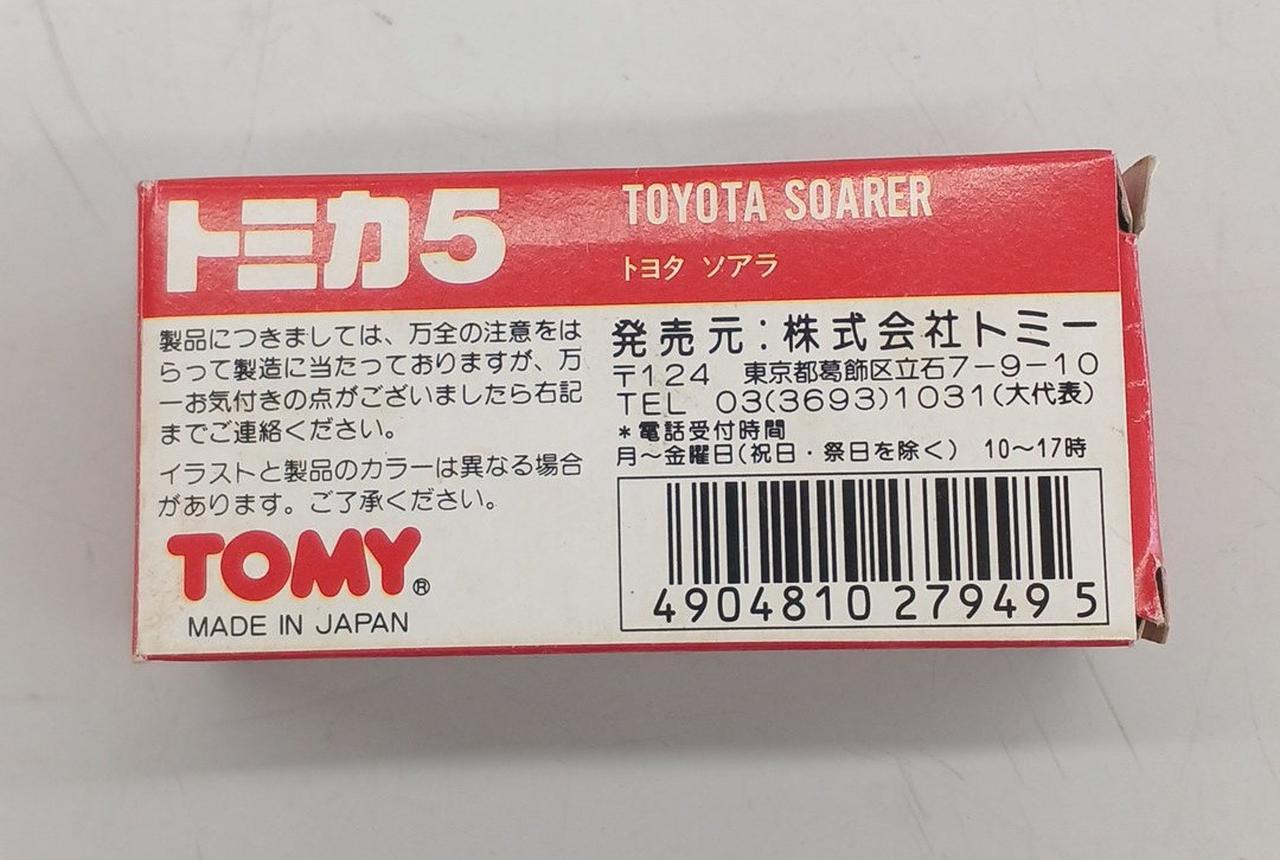 トミカ5
TOYOTA SOARER
トヨタ ソアラ
製品につきましては、万全の注意をは
らって製造に当たっておりますが、万
一お気付きの点がございましたら右記
までご連絡ください。
イラストと製品のカラーは異なる場合
があります。ご了承ください。
TOMY®
MADE IN JAPAN
発売元:株式会社トミー
〒124 東京都葛飾区立石7-9-10
TEL 03(3693)1031(大代表)
*電話受付時間
月〜金曜日(祝日・祭日を除く) 10〜17時
4904810 279495